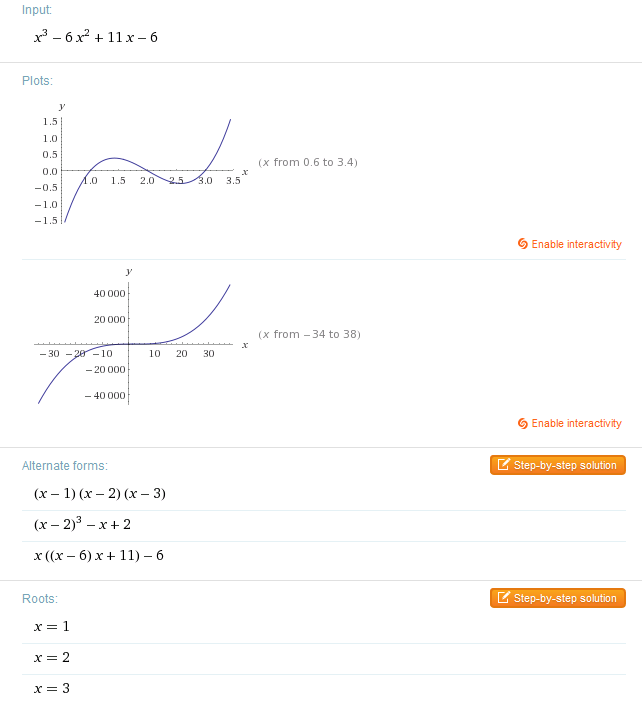 Input:
x³ − 6 x² + 11 x − 6
Plots:
y
1.5
1.0
0.5
0.0
−0.5
−1.0
−1.5
1.0 1.5 2.0 2.5 3.0 3.5
x
(x from 0.6 to 3.4)
Enable interactivity
y
40 000
20 000
−30 −20 −10 10 20 30
x
(x from −34 to 38)
−20 000
−40 000
Enable interactivity
Alternate forms:
Step-by-step solution
(x − 1) (x − 2) (x − 3)
(x − 2)³ − x + 2
x ((x − 6) x + 11) − 6
Roots:
Step-by-step solution
x = 1
x = 2
x = 3